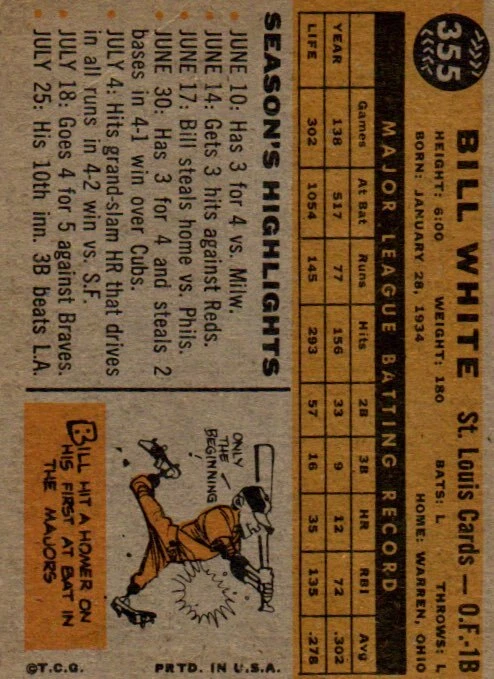 355
BILL WHITE St. Louis Cards — O.F.-1B
HEIGHT: 6:00 WEIGHT: 180 BATS: L THROWS: L
BORN: JANUARY 28, 1934 HOME: WARREN, OHIO
MAJOR LEAGUE BATTING RECORD
Games At Bat Runs Hits 2B 3B HR RBI Avg
YEAR 138 517 77 156 33 9 12 72 .302
LIFE 302 1054 145 293 57 16 35 135 .278
SEASON'S HIGHLIGHTS
JUNE 10: Has 3 for 4 vs. Milw.
JUNE 14: Gets 3 hits against Reds.
JUNE 17: Bill steals home vs. Phils.
JUNE 30: Has 3 for 4 and steals 2
bases in 4-1 win over Cubs.
JULY 4: Hits grand-slam HR that drives
in all runs in 4-2 win vs. S.F.
JULY 18: Goes 4 for 5 against Braves.
JULY 25: His 10th inn. 3B beats L.A.
ONLY
THE
BEGINNING!
BILL HIT A HOMER ON
HIS FIRST AT BAT IN
THE MAJORS
©T.C.G. PRTD. IN U.S.A.